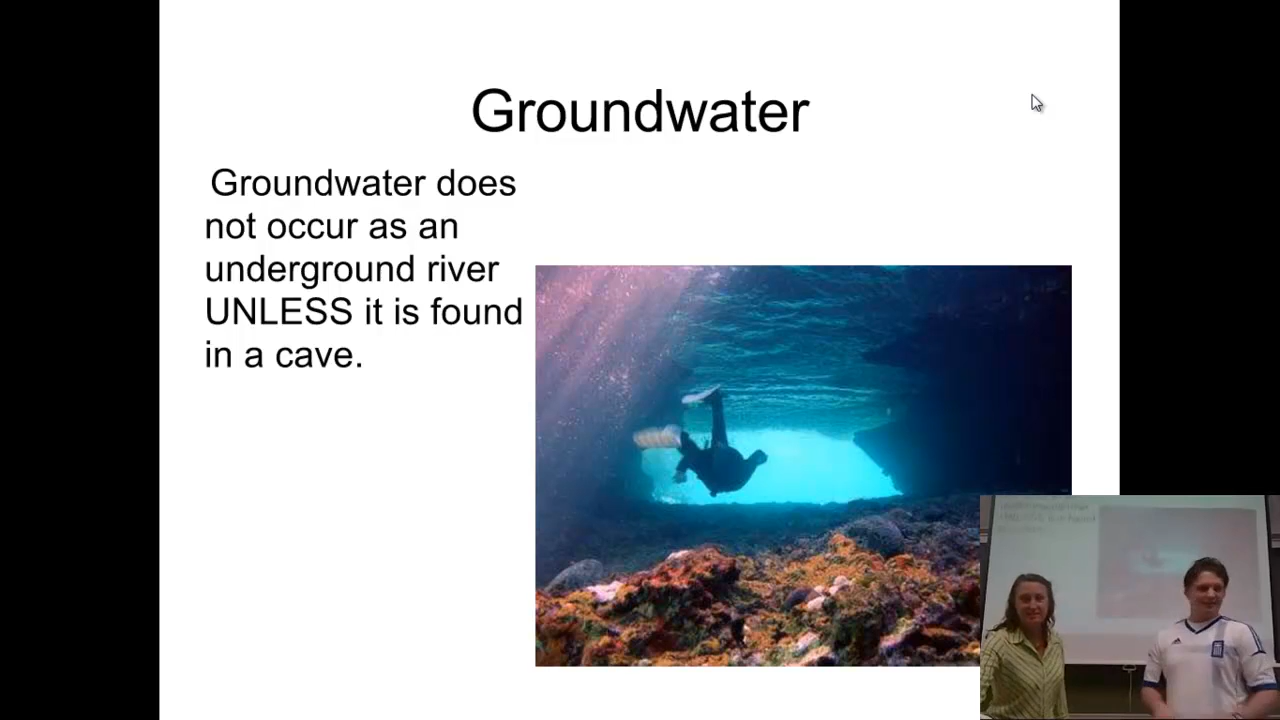 Groundwater
Groundwater does
not occur as an
underground river
UNLESS it is found
in a cave.